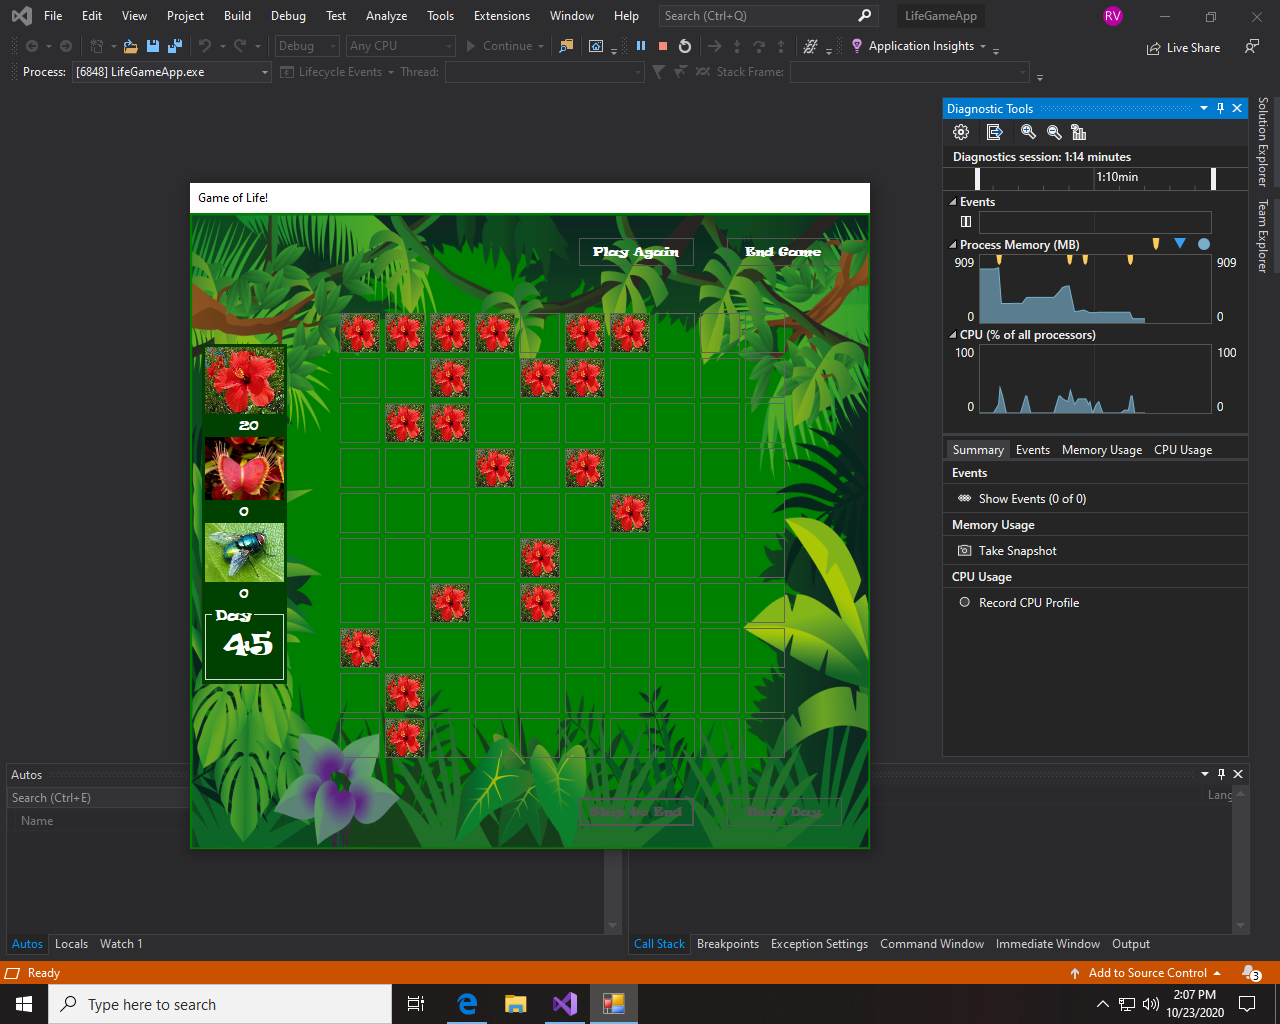 File Edit View Project Build Debug Test Analyze Tools Extensions Window Help Search (Ctrl+Q) LifeGameApp RV
Debug Any CPU Continue Application Insights Live Share
Process: [6848] LifeGameApp.exe Lifecycle Events Thread: Stack Frame:
Diagnostic Tools
Diagnostics session: 1:14 minutes
1:10min
Events
Process Memory (MB)
909 909
0 0
CPU (% of all processors)
100 100
0 0
Summary Events Memory Usage CPU Usage
Events
Show Events (0 of 0)
Memory Usage
Take Snapshot
CPU Usage
Record CPU Profile
Solution Explorer
Team Explorer
Game of Life!
Play Again End Game
20
0
0
Day
45
Skip to End Next Day
Autos
Search (Ctrl+E)
Name
Lang
Autos Locals Watch 1
Call Stack Breakpoints Exception Settings Command Window Immediate Window Output
Ready Add to Source Control 3
Type here to search
2:07 PM
10/23/2020